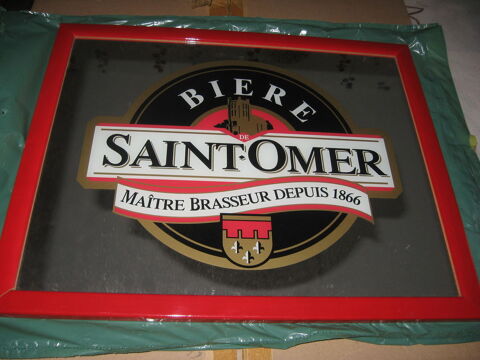 BIERE
DE
SAINT-OMER
MAÎTRE BRASSEUR DEPUIS 1866